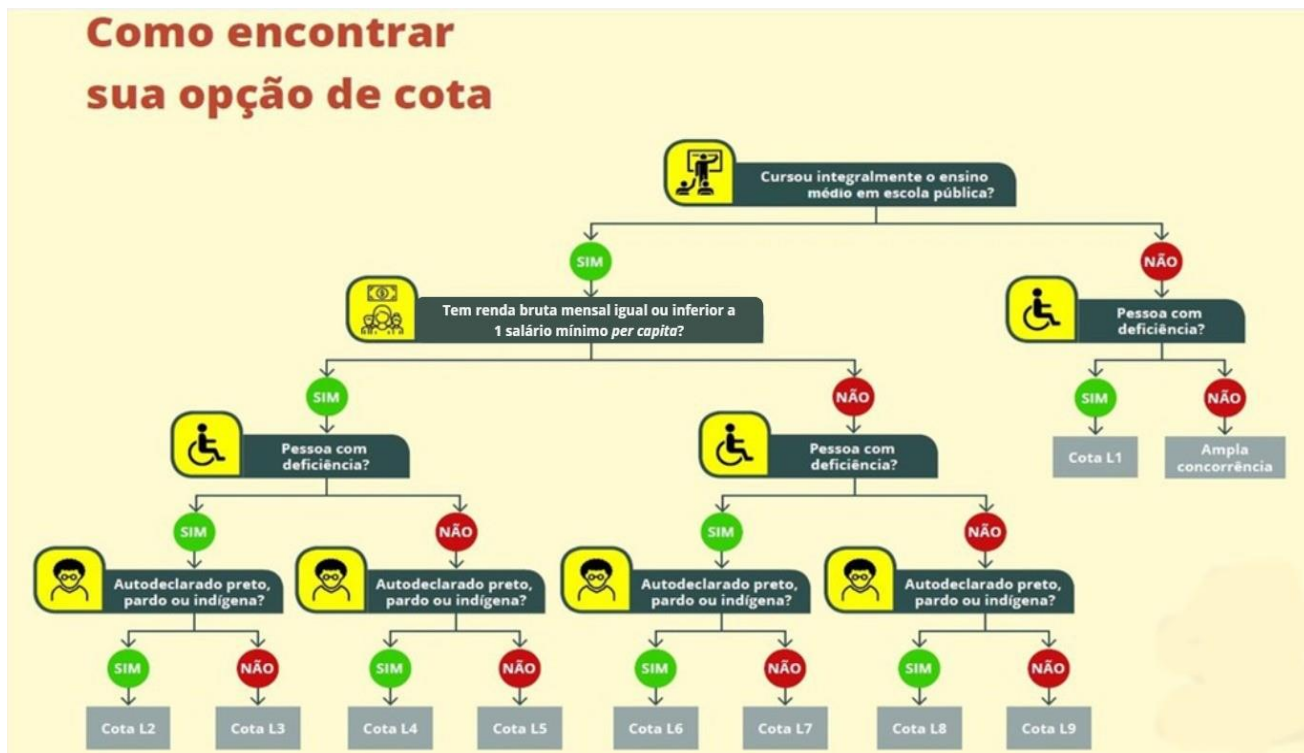 Como encontrar
sua opção de cota
Cursou integralmente o ensino
médio em escola pública?
SIM
NÃO
Tem renda bruta mensal igual ou inferior a
1 salário mínimo per capita?
Pessoa com
deficiência?
SIM
NÃO
SIM
NÃO
Pessoa com
deficiência?
Pessoa com
deficiência?
Cota L1
Ampla
concorrência
SIM
NÃO
SIM
NÃO
Autodeclarado preto,
pardo ou indígena?
Autodeclarado preto,
pardo ou indígena?
Autodeclarado preto,
pardo ou indígena?
Autodeclarado preto,
pardo ou indígena?
SIM
NÃO
SIM
NÃO
SIM
NÃO
SIM
NÃO
Cota L2
Cota L3
Cota L4
Cota L5
Cota L6
Cota L7
Cota L8
Cota L9